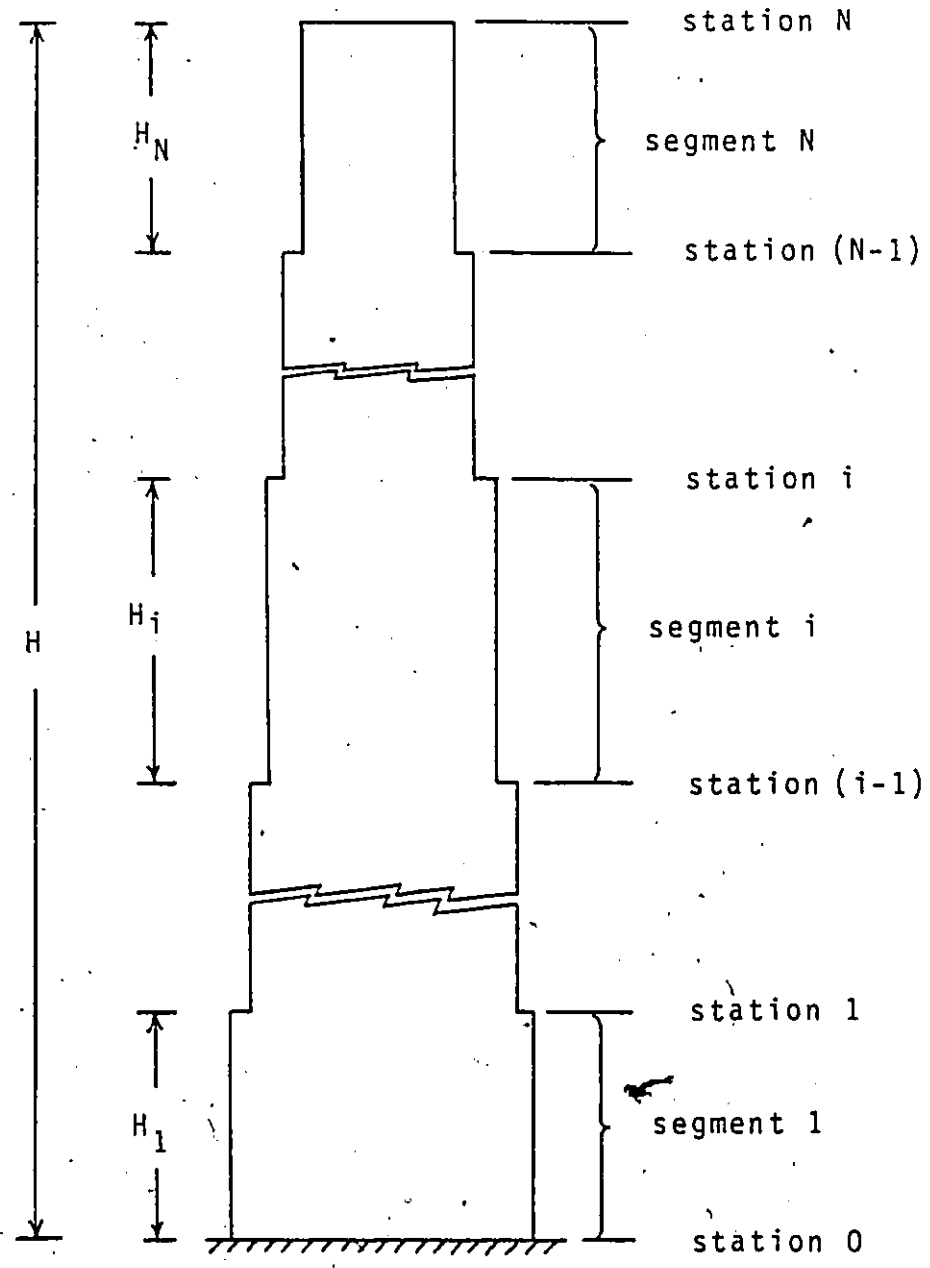 station N
H_N
segment N
station (N-1)
station i
H_i
H
segment i
station (i-1)
station 1
H_1
segment 1
station 0